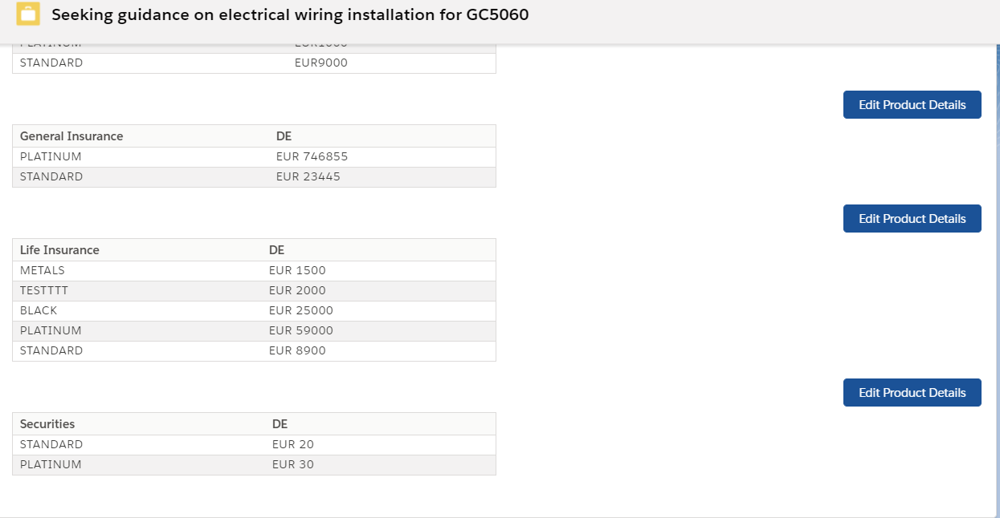 Seeking guidance on electrical wiring installation for GC5060
STANDARD EUR9000
Edit Product Details
General Insurance DE
PLATINUM EUR 746855
STANDARD EUR 23445
Edit Product Details
Life Insurance DE
METALS EUR 1500
TESTTTT EUR 2000
BLACK EUR 25000
PLATINUM EUR 59000
STANDARD EUR 8900
Edit Product Details
Securities DE
STANDARD EUR 20
PLATINUM EUR 30